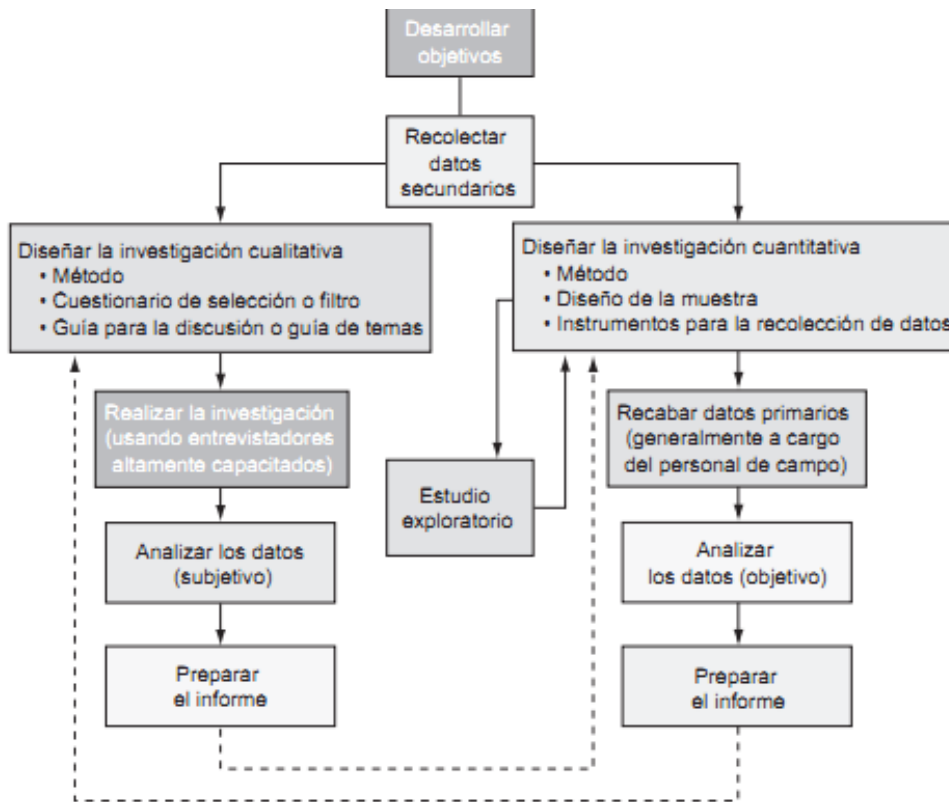 Desarrollar
objetivos
Recolectar
datos
secundarios
Diseñar la investigación cualitativa
• Método
• Cuestionario de selección o filtro
• Guía para la discusión o guía de temas
Diseñar la investigación cuantitativa
• Método
• Diseño de la muestra
• Instrumentos para la recolección de datos
Realizar la investigación
(usando entrevistadores
altamente capacitados)
Recabar datos primarios
(generalmente a cargo
del personal de campo)
Estudio
exploratorio
Analizar los datos
(subjetivo)
Analizar
los datos (objetivo)
Preparar
el informe
Preparar
el informe